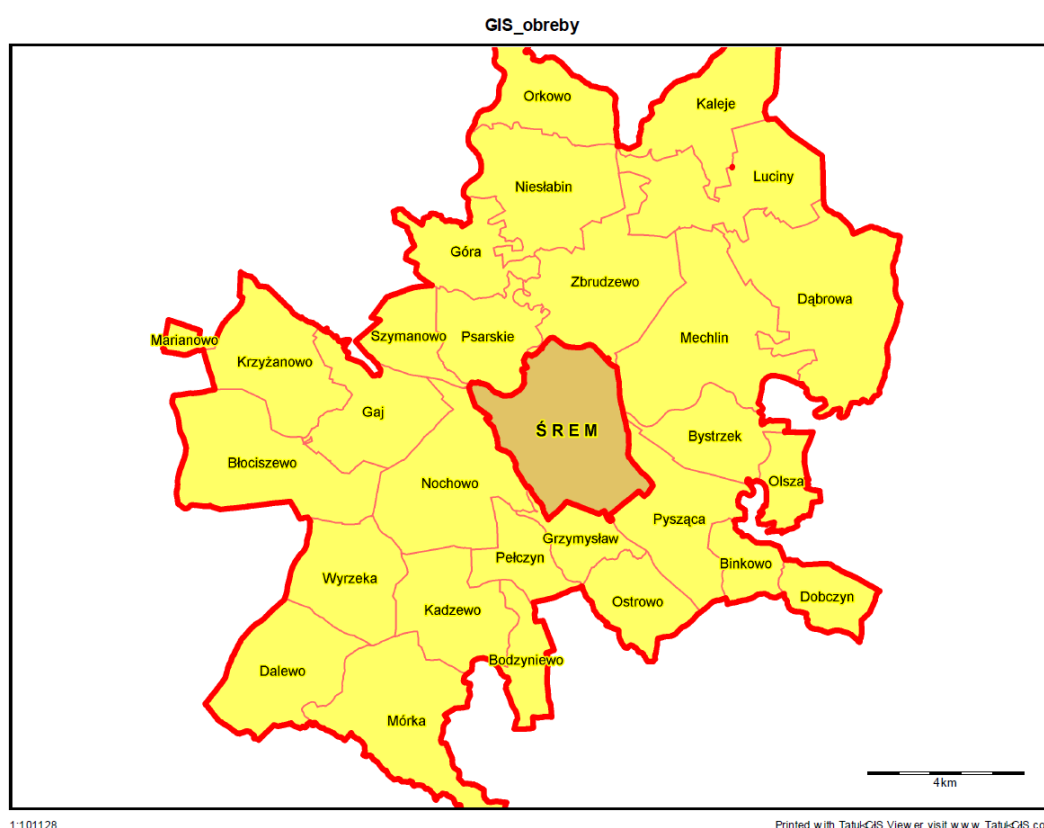 GIS_obreby
Orkowo
Kaleje
Luciny
Niesłabin
Góra
Zbrudzewo
Dąbrowa
Marianowo
Szymanowo
Psarskie
Mechlin
Krzyżanowo
Gaj
ŚREM
Bystrzek
Błociszewo
Nochowo
Olsza
Pysząca
Grzymysław
Pełczyn
Binkowo
Wyrzeka
Kadzewo
Ostrowo
Dobczyn
Dalewo
Bodzyniewo
Mórka
4km
1:101128
Printed with TatukGIS Viewer visit www.TatukGIS.co